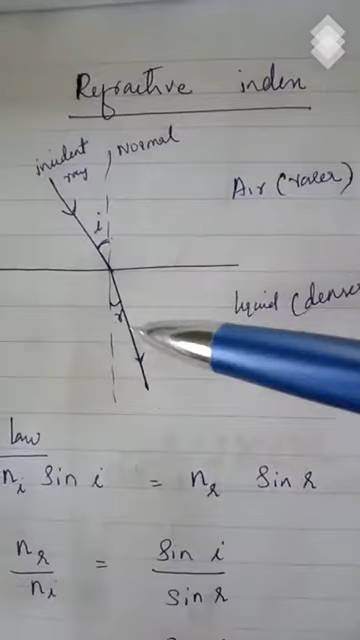 Refractive index
incident
ray
Normal
i
Air (rarer)
r
liquid (dense
law
ni Sin i = nr Sin r
nr / ni = Sin i / Sin r